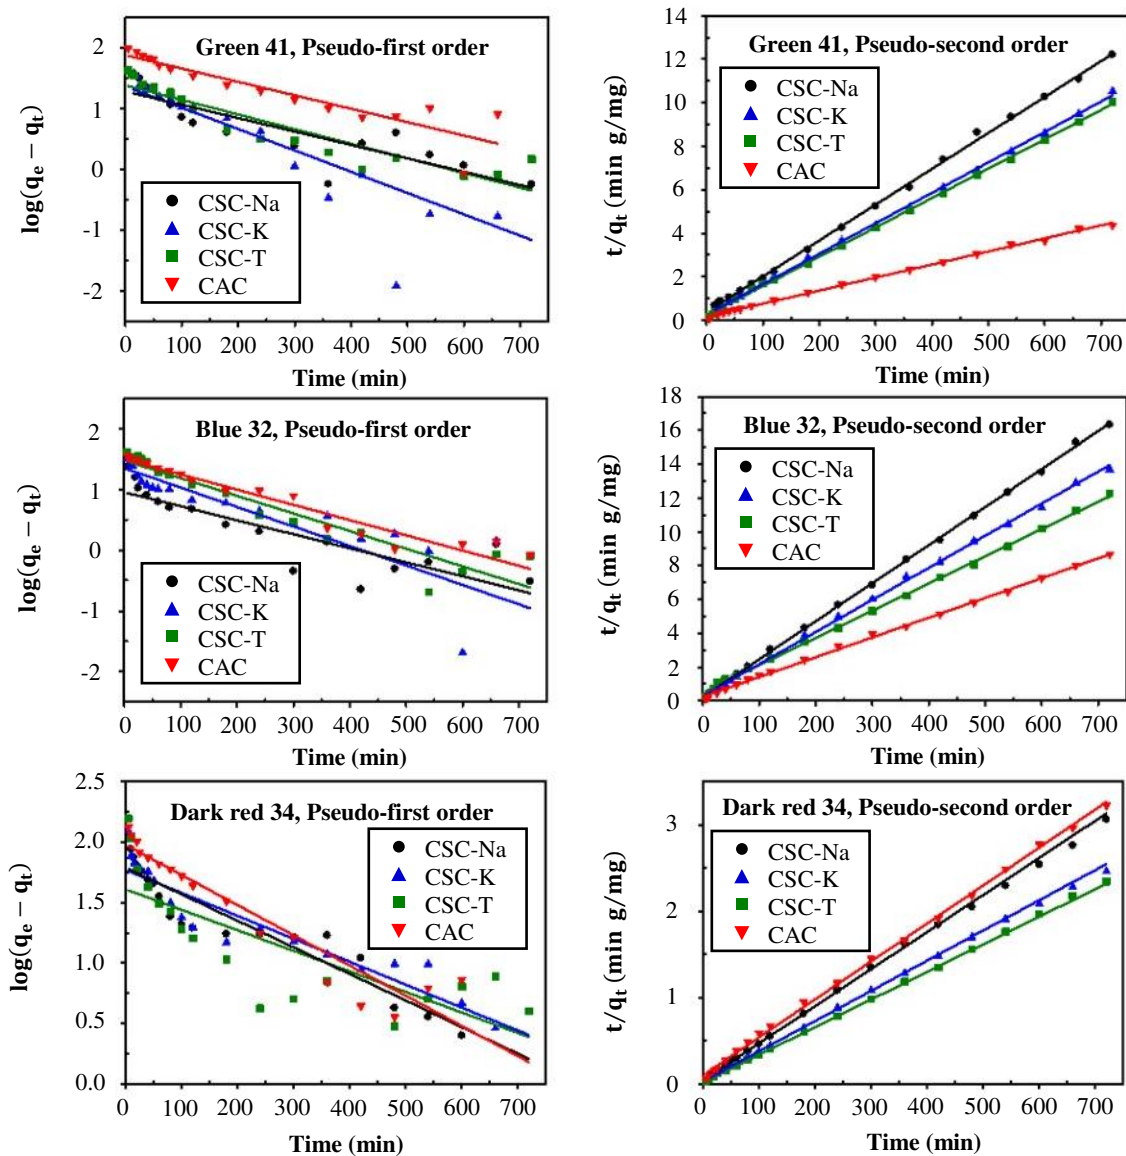 Green 41, Pseudo-first order
log(qₑ − qₜ)
2
1
0
-1
-2
CSC-Na
CSC-K
CSC-T
CAC
0 100 200 300 400 500 600 700
Time (min)
Green 41, Pseudo-second order
t/qₜ (min g/mg)
14
12
10
8
6
4
2
0
CSC-Na
CSC-K
CSC-T
CAC
0 100 200 300 400 500 600 700
Time (min)
Blue 32, Pseudo-first order
log(qₑ − qₜ)
2
1
0
-1
-2
CSC-Na
CSC-K
CSC-T
CAC
0 100 200 300 400 500 600 700
Time (min)
Blue 32, Pseudo-second order
t/qₜ (min g/mg)
18
16
14
12
10
8
6
4
2
0
CSC-Na
CSC-K
CSC-T
CAC
0 100 200 300 400 500 600 700
Time (min)
Dark red 34, Pseudo-first order
log(qₑ − qₜ)
2.5
2.0
1.5
1.0
0.5
0.0
CSC-Na
CSC-K
CSC-T
CAC
0 100 200 300 400 500 600 700
Time (min)
Dark red 34, Pseudo-second order
t/qₜ (min g/mg)
3
2
1
0
CSC-Na
CSC-K
CSC-T
CAC
0 100 200 300 400 500 600 700
Time (min)